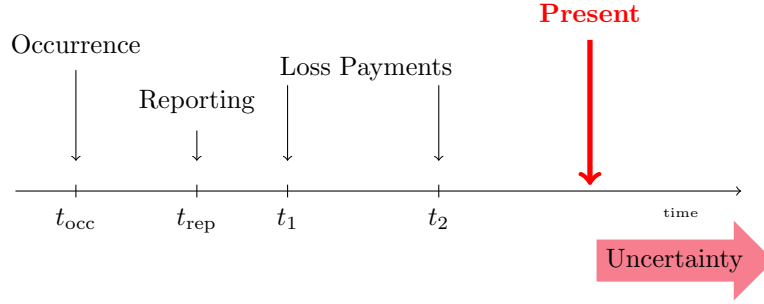 Present
Occurrence
Loss Payments
Reporting
t_occ
t_rep
t_1
t_2
time
Uncertainty